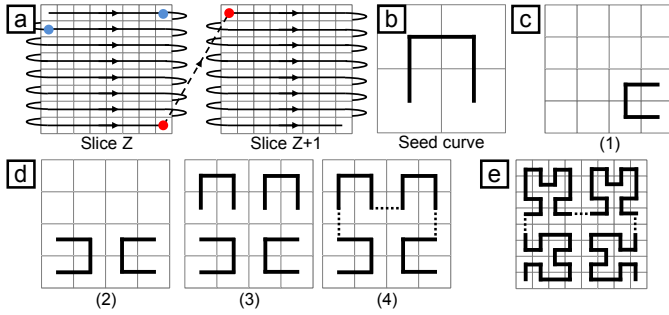 a
Slice Z
Slice Z+1
b
Seed curve
c
(1)
d
(2)
(3)
(4)
e